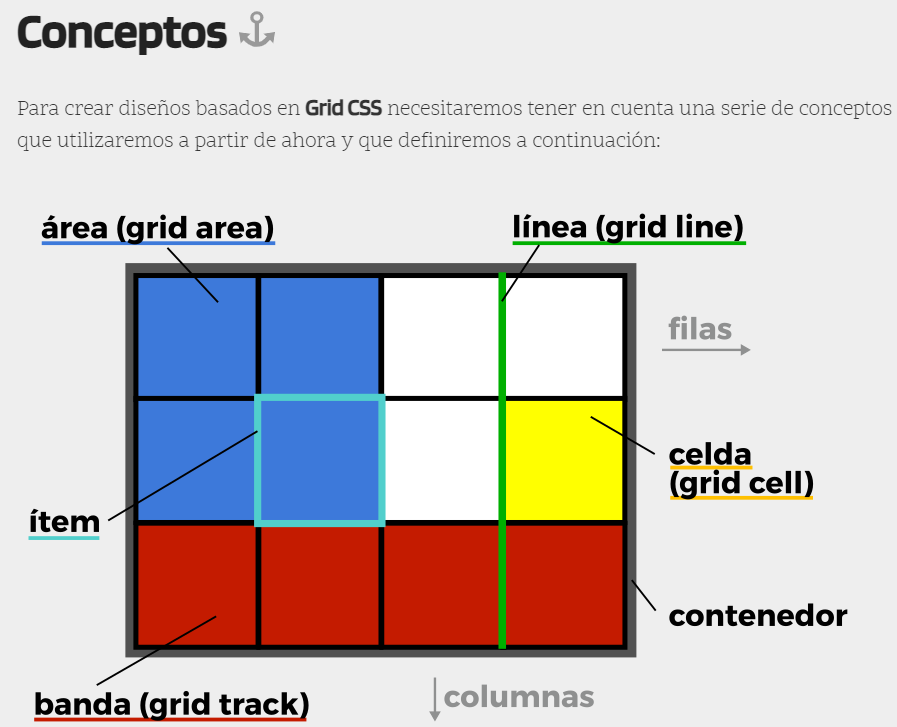 Conceptos
Para crear diseños basados en Grid CSS necesitaremos tener en cuenta una serie de conceptos
que utilizaremos a partir de ahora y que definiremos a continuación:
área (grid area)
línea (grid line)
filas
celda
(grid cell)
ítem
contenedor
banda (grid track)
columnas